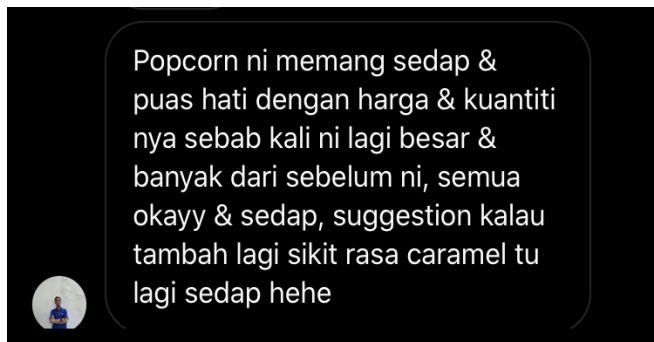 Popcorn ni memang sedap &
puas hati dengan harga & kuantiti
nya sebab kali ni lagi besar &
banyak dari sebelum ni, semua
okayy & sedap, suggestion kalau
tambah lagi sikit rasa caramel tu
lagi sedap hehe